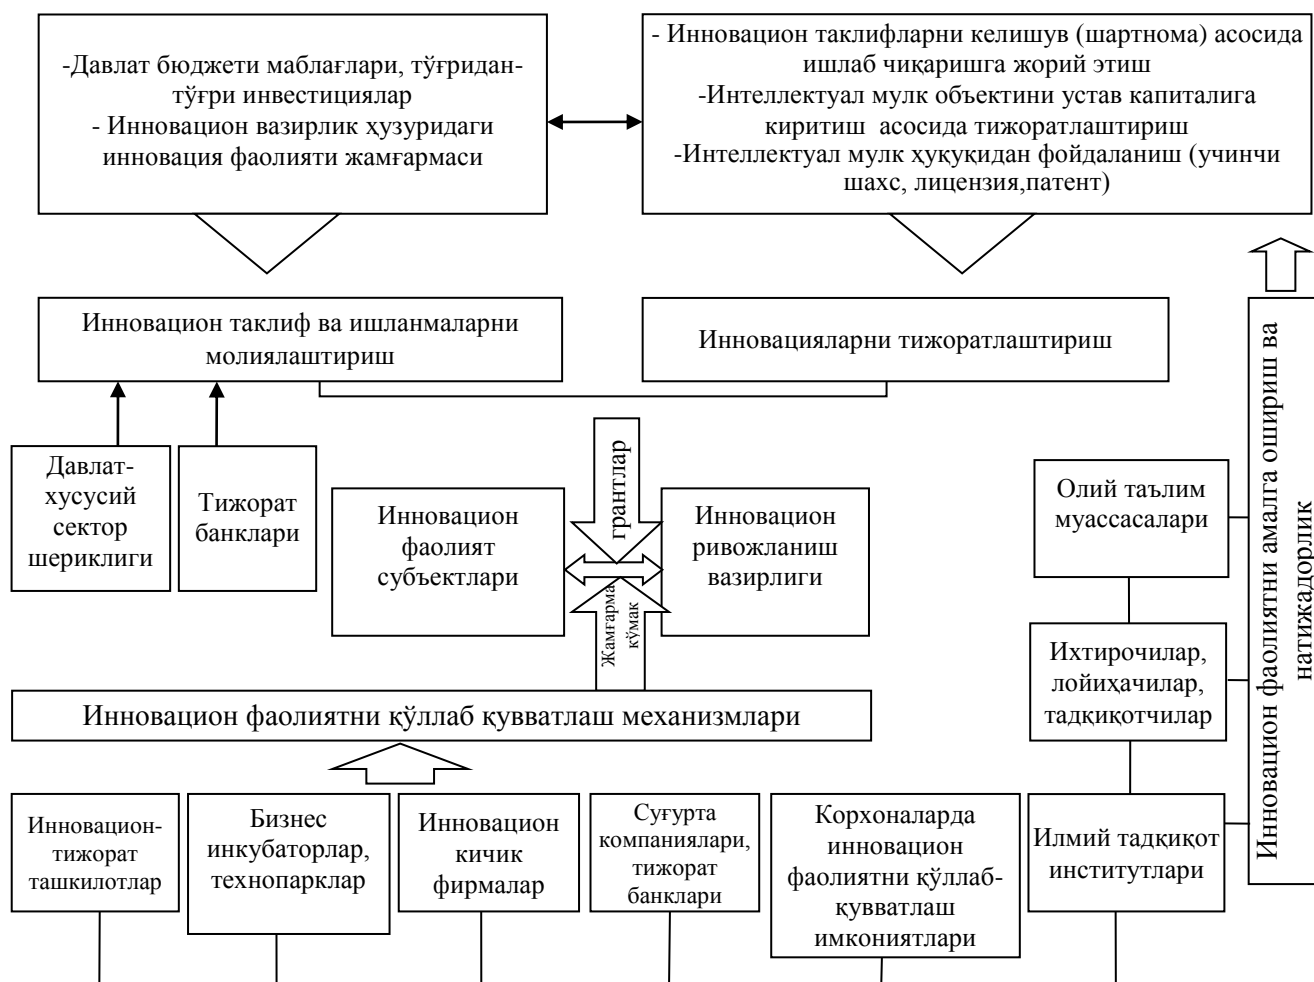 -Давлат бюджети маблағлари, тўғридан-
тўғри инвестициялар
- Инновацион вазирлик ҳузуридаги
инновация фаолияти жамғармаси
- Инновацион таклифларни келишув (шартнома) асосида
ишлаб чиқаришга жорий этиш
-Интеллектуал мулк объектини устав капиталига
киритиш асосида тижоратлаштириш
-Интеллектуал мулк ҳуқуқидан фойдаланиш (учинчи
шахс, лицензия,патент)
Инновацион таклиф ва ишланмаларни
молиялаштириш
Инновацияларни тижоратлаштириш
Давлат-
хусусий
сектор
шериклиги
Тижорат
банклари
Инновацион
фаолият
субъектлари
грантлар
Жамғарма
кўмак
Инновацион
ривожланиш
вазирлиги
Олий таълим
муассасалари
Ихтирочилар,
лойиҳачилар,
тадқиқотчилар
Инновацион фаолиятни амалга ошириш ва
натижадорлик
Инновацион фаолиятни қўллаб қувватлаш механизмлари
Инновацион-
тижорат
ташкилотлар
Бизнес
инкубаторлар,
технопарклар
Инновацион
кичик
фирмалар
Суғурта
компаниялари,
тижорат
банклари
Корхоналарда
инновацион
фаолиятни қўллаб-
қувватлаш
имкониятлари
Илмий тадқиқот
институтлари